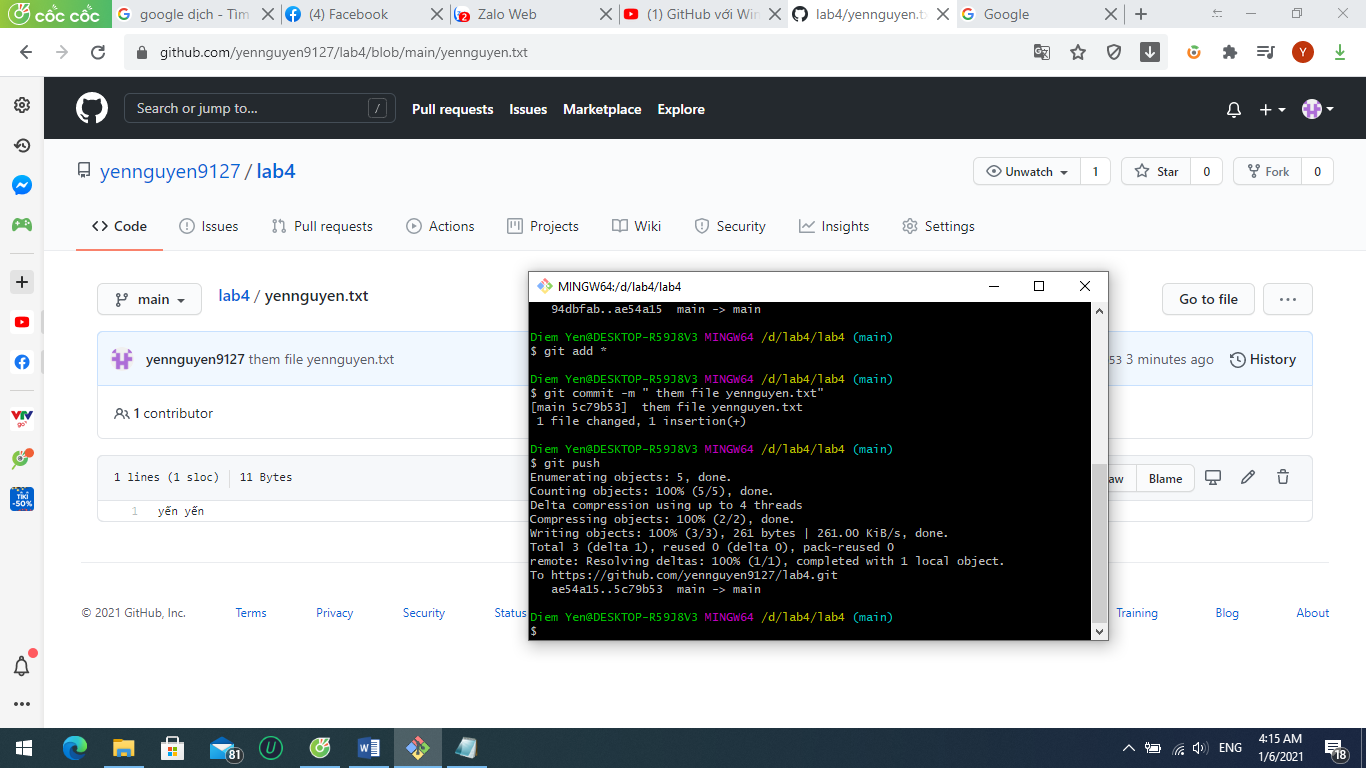 cốc cốc
google dịch - Tìm
(4) Facebook
Zalo Web
(1) GitHub với Win
lab4/yennguyen.tx
Google
github.com/yennguyen9127/lab4/blob/main/yennguyen.txt
Y
Search or jump to...
/
Pull requests
Issues
Marketplace
Explore
yennguyen9127 / lab4
Unwatch
1
Star
0
Fork
0
Code
Issues
Pull requests
Actions
Projects
Wiki
Security
Insights
Settings
main
lab4 / yennguyen.txt
Go to file
yennguyen9127 them file yennguyen.txt
53 3 minutes ago
History
1 contributor
1 lines (1 sloc)
11 Bytes
aw
Blame
1
yến yến
MINGW64:/d/lab4/lab4
94dbfab..ae54a15  main -> main
Diem Yen@DESKTOP-R59J8V3 MINGW64 /d/lab4/lab4 (main)
$ git add *
Diem Yen@DESKTOP-R59J8V3 MINGW64 /d/lab4/lab4 (main)
$ git commit -m " them file yennguyen.txt"
[main 5c79b53]  them file yennguyen.txt
1 file changed, 1 insertion(+)
Diem Yen@DESKTOP-R59J8V3 MINGW64 /d/lab4/lab4 (main)
$ git push
Enumerating objects: 5, done.
Counting objects: 100% (5/5), done.
Delta compression using up to 4 threads
Compressing objects: 100% (2/2), done.
Writing objects: 100% (3/3), 261 bytes | 261.00 KiB/s, done.
Total 3 (delta 1), reused 0 (delta 0), pack-reused 0
remote: Resolving deltas: 100% (1/1), completed with 1 local object.
To https://github.com/yennguyen9127/lab4.git
ae54a15..5c79b53  main -> main
Diem Yen@DESKTOP-R59J8V3 MINGW64 /d/lab4/lab4 (main)
$
© 2021 GitHub, Inc.
Terms
Privacy
Security
Status
Training
Blog
About
VTV
go
TIKI
-50%
81
ENG
4:15 AM
1/6/2021
18